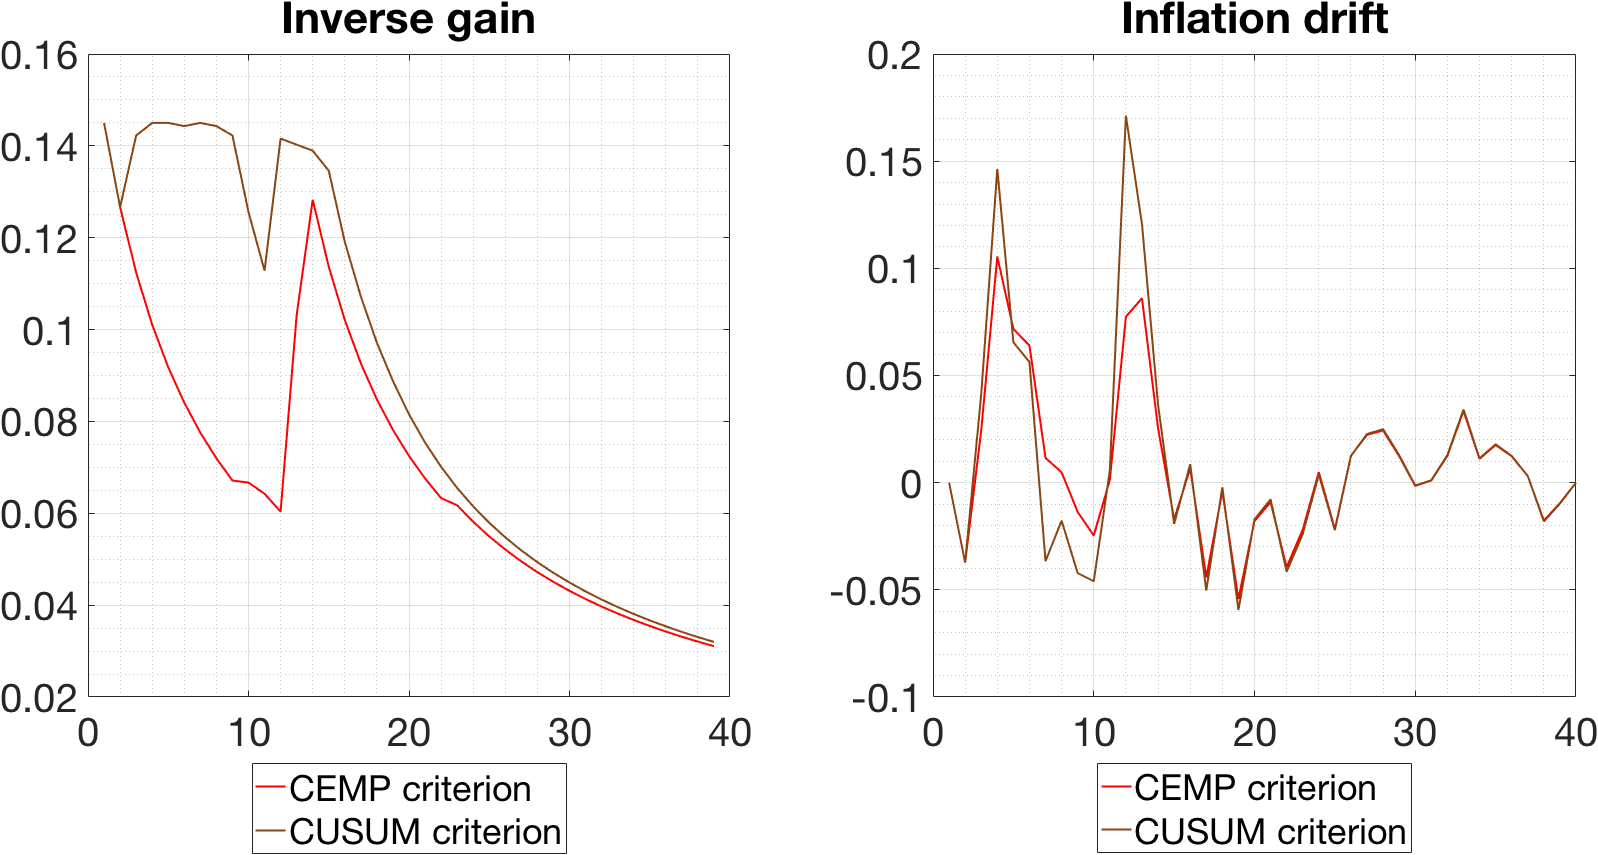 Inverse gain
0.16
0.14
0.12
0.1
0.08
0.06
0.04
0.02
0 10 20 30 40
CEMP criterion
CUSUM criterion
Inflation drift
0.2
0.15
0.1
0.05
0
-0.05
-0.1
0 10 20 30 40
CEMP criterion
CUSUM criterion